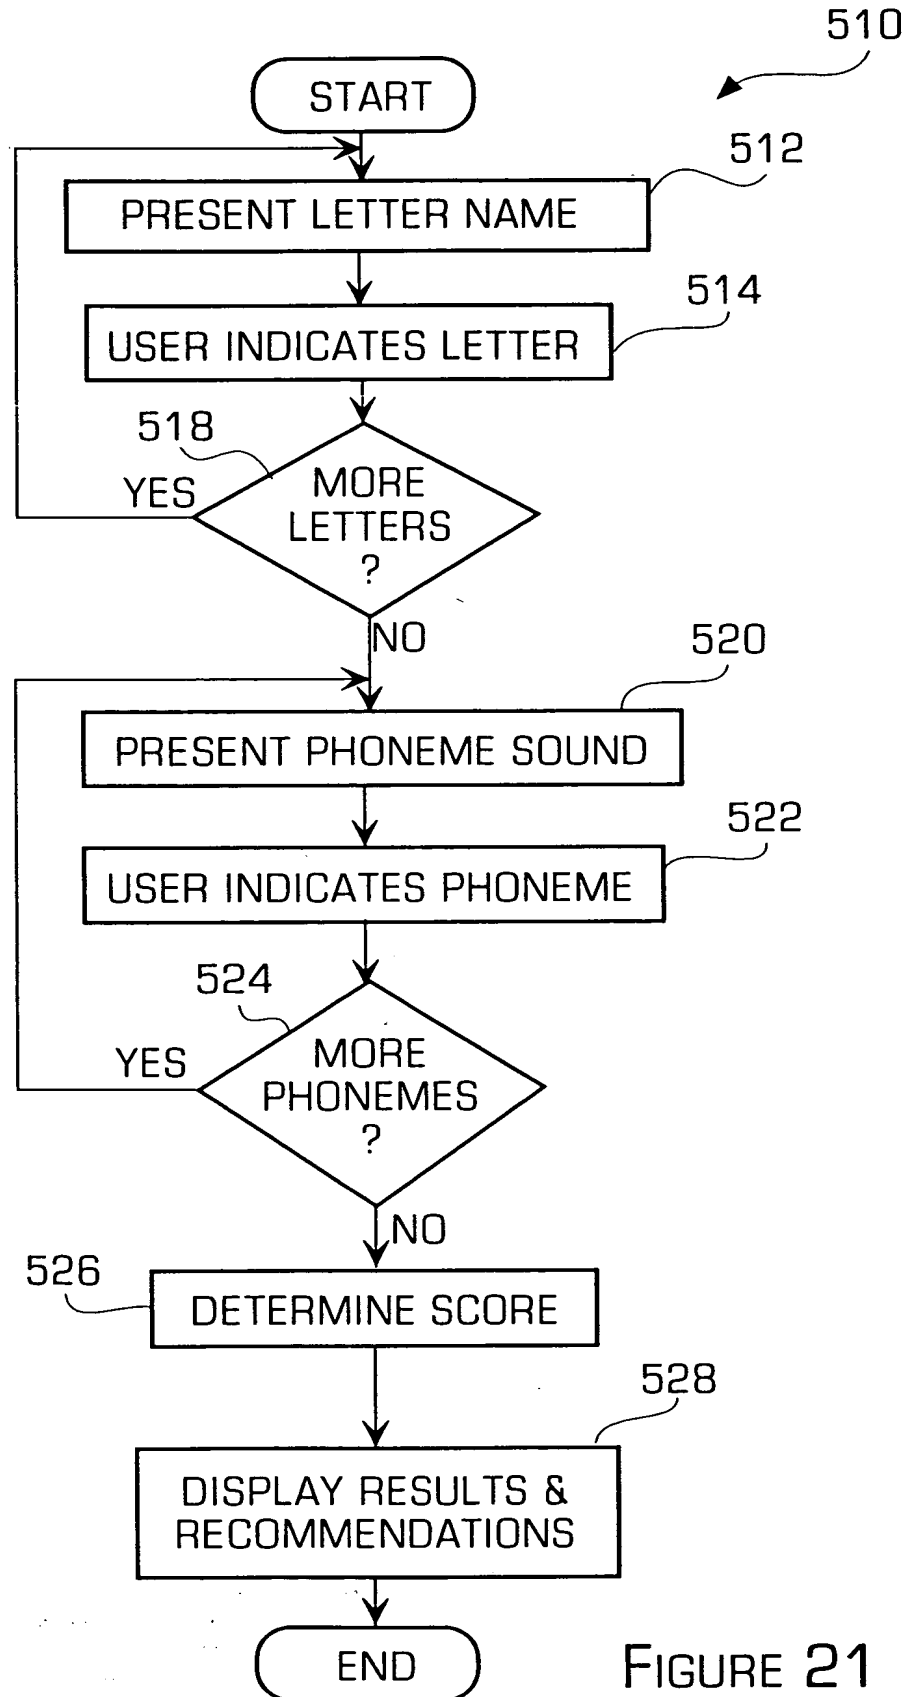 510
START
512
PRESENT LETTER NAME
514
USER INDICATES LETTER
518
YES
MORE
LETTERS
?
NO
520
PRESENT PHONEME SOUND
522
USER INDICATES PHONEME
524
YES
MORE
PHONEMES
?
NO
526
DETERMINE SCORE
528
DISPLAY RESULTS &
RECOMMENDATIONS
END
FIGURE 21